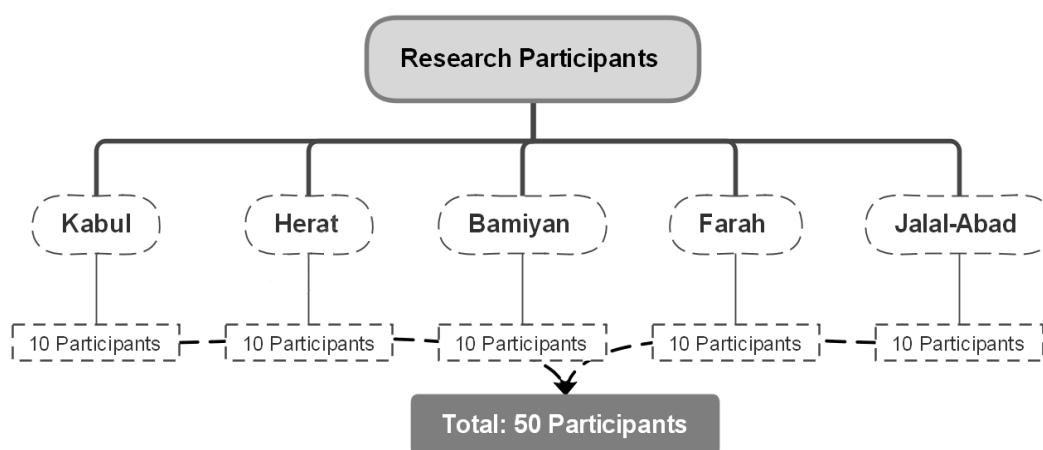 Research Participants
Kabul
Herat
Bamiyan
Farah
Jalal-Abad
10 Participants
10 Participants
10 Participants
10 Participants
10 Participants
Total: 50 Participants